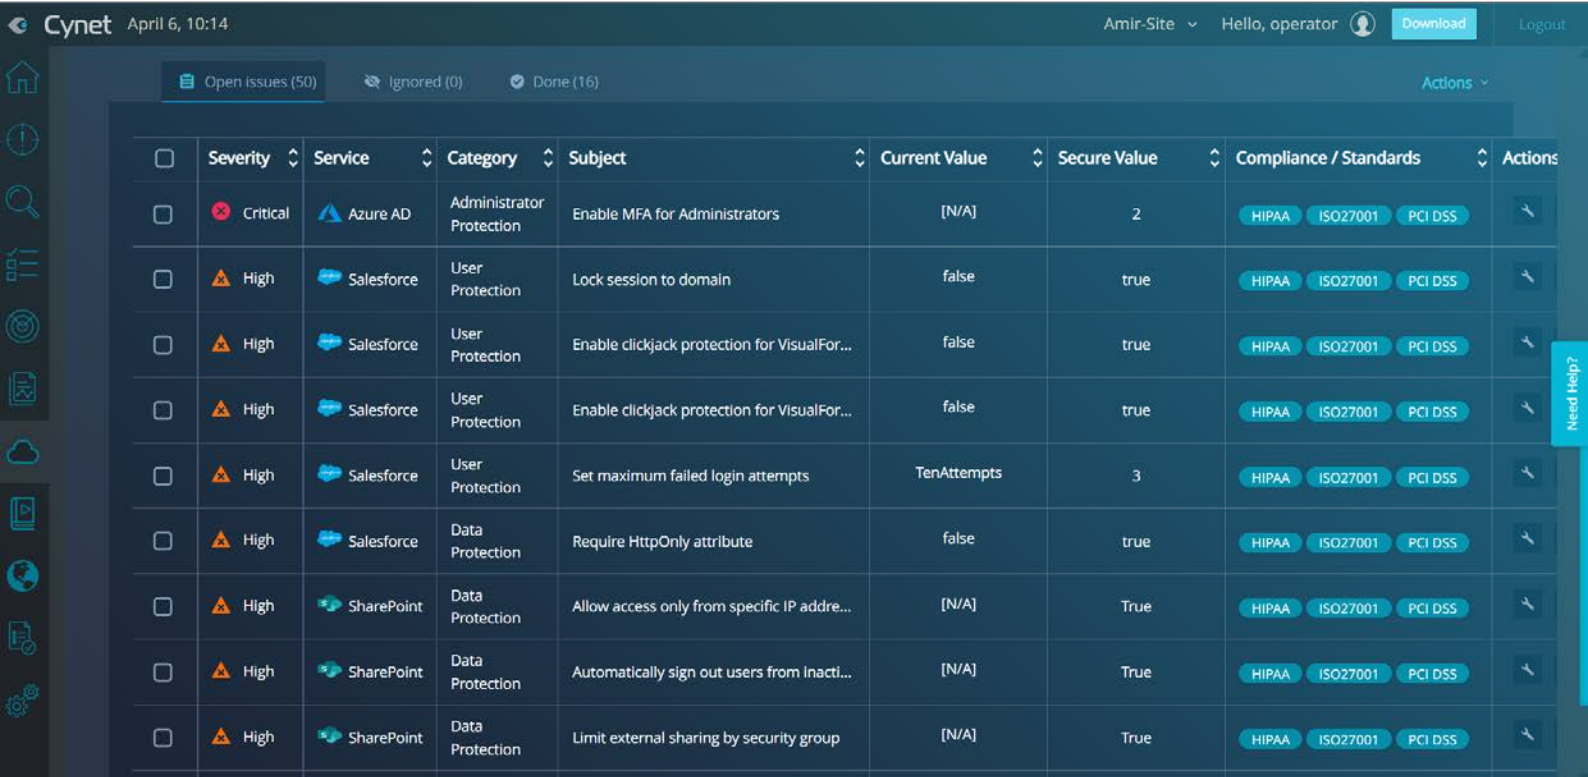 Cynet April 6, 10:14 Amir-Site Hello, operator Download Logout
Open issues (50) Ignored (0) Done (16) Actions
Severity Service Category Subject Current Value Secure Value Compliance / Standards Actions
Critical Azure AD Administrator Protection Enable MFA for Administrators [N/A] 2 HIPAA ISO27001 PCI DSS
High Salesforce User Protection Lock session to domain false true HIPAA ISO27001 PCI DSS
High Salesforce User Protection Enable clickjack protection for VisualFor... false true HIPAA ISO27001 PCI DSS
High Salesforce User Protection Enable clickjack protection for VisualFor... false true HIPAA ISO27001 PCI DSS
High Salesforce User Protection Set maximum failed login attempts TenAttempts 3 HIPAA ISO27001 PCI DSS
High Salesforce Data Protection Require HttpOnly attribute false true HIPAA ISO27001 PCI DSS
High SharePoint Data Protection Allow access only from specific IP addre... [N/A] True HIPAA ISO27001 PCI DSS
High SharePoint Data Protection Automatically sign out users from inacti... [N/A] True HIPAA ISO27001 PCI DSS
High SharePoint Data Protection Limit external sharing by security group [N/A] True HIPAA ISO27001 PCI DSS
Need Help?